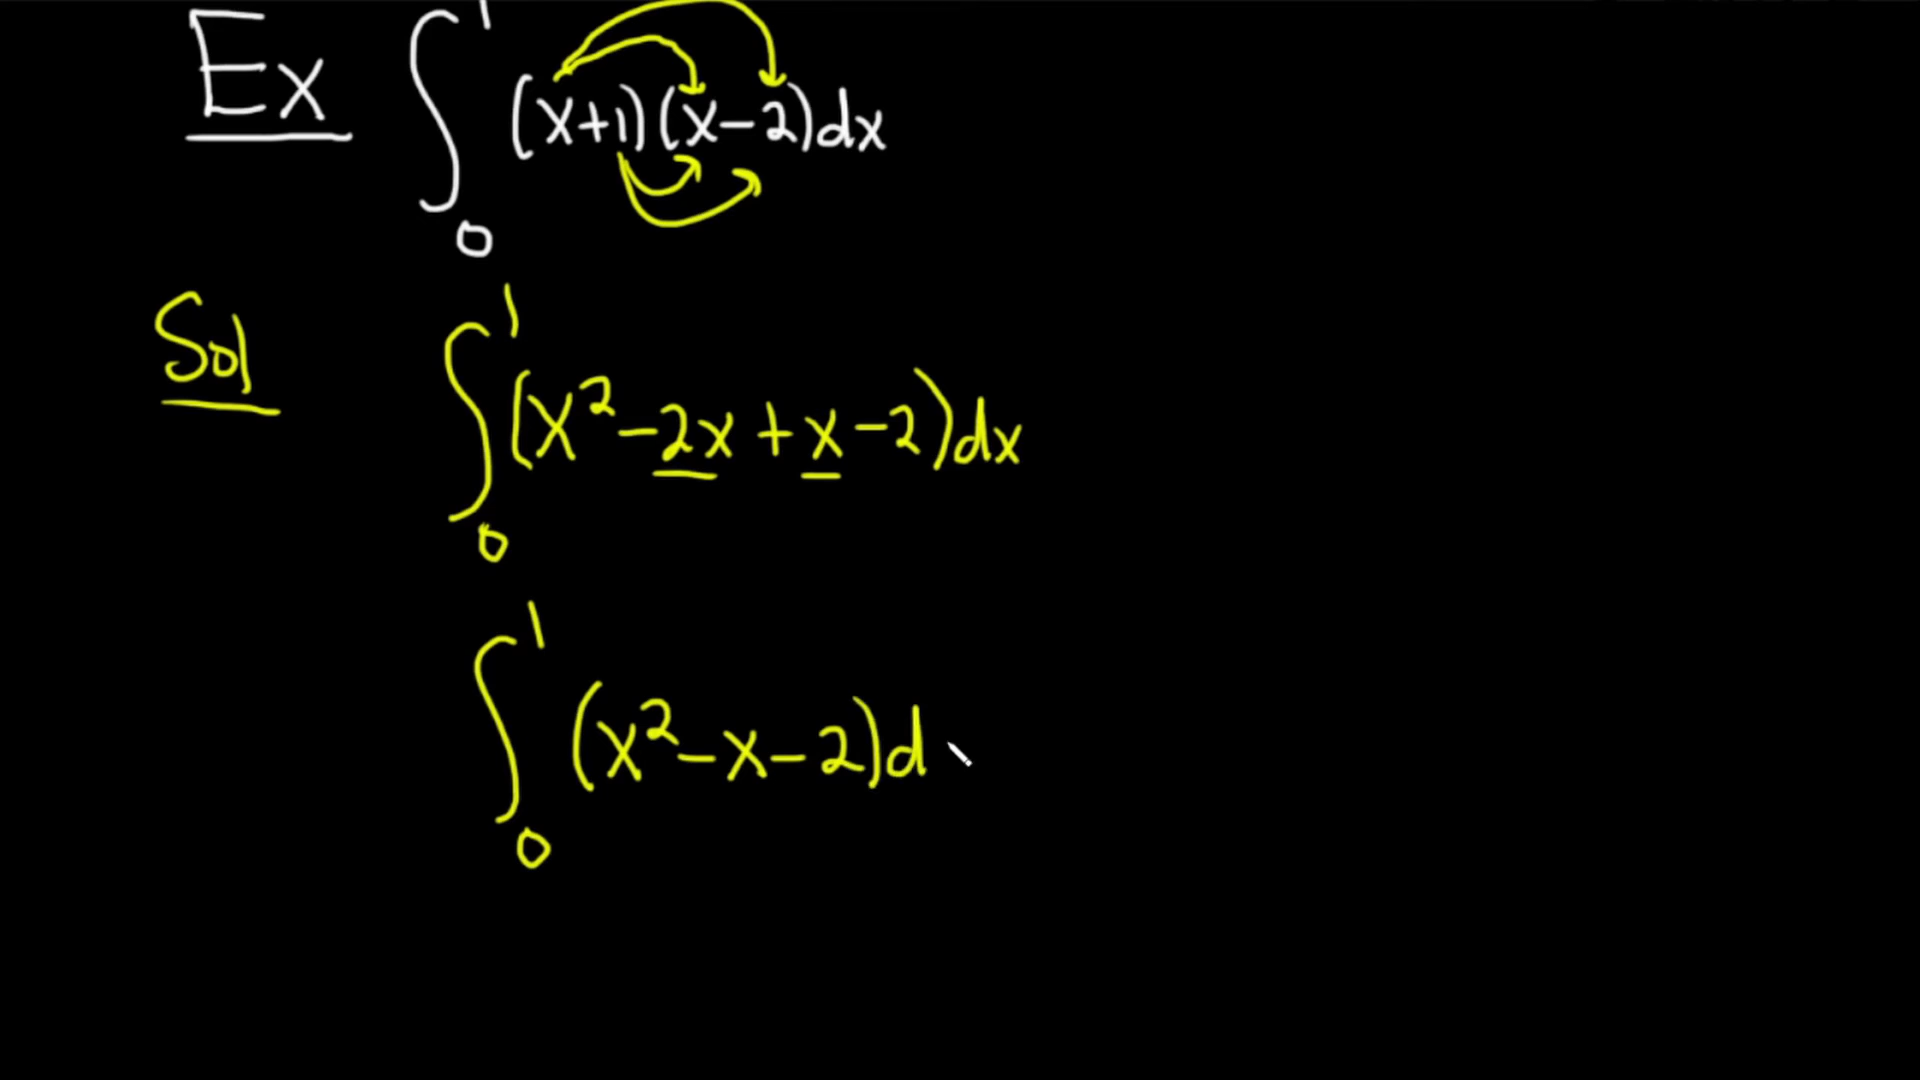 Ex ∫₀¹ (x+1)(x-2)dx
Sol ∫₀¹ (x²-2x+x-2)dx
∫₀¹ (x²-x-2)d